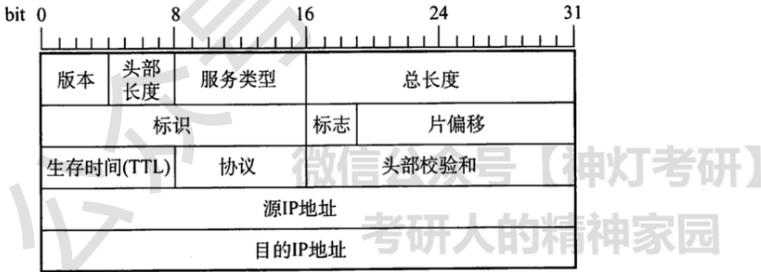 bit 0 8 16 24 31
版本 头部长度 服务类型 总长度
标识 标志 片偏移
生存时间(TTL) 协议 头部校验和
源IP地址
目的IP地址
微信公众号【神灯考研】
考研人的精神家园
公众号